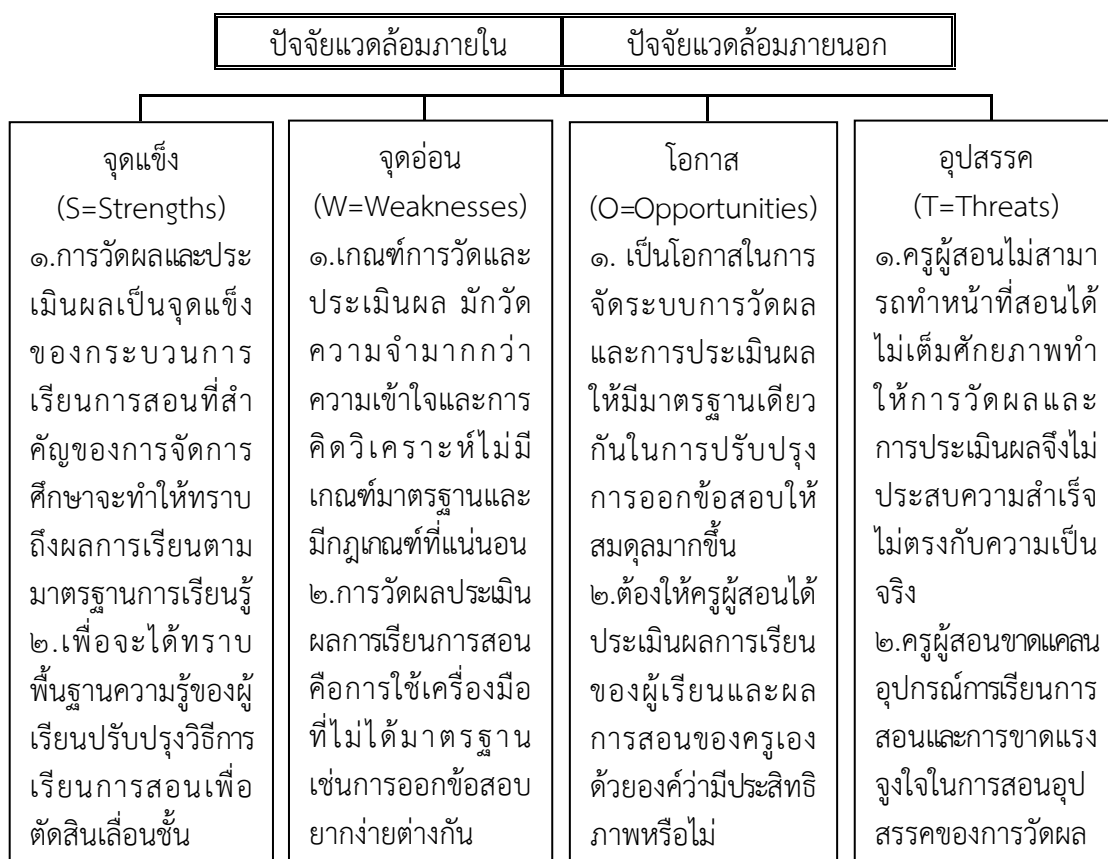 ปัจจัยแวดล้อมภายใน
ปัจจัยแวดล้อมภายนอก
จุดแข็ง
(S=Strengths)
๑.การวัดผลและประ
เมินผลเป็นจุดแข็ง
ของกระบวนการ
เรียนการสอนที่สำ
คัญของการจัดการ
ศึกษาจะทำให้ทราบ
ถึงผลการเรียนตาม
มาตรฐานการเรียนรู้
๒.เพื่อจะได้ทราบ
พื้นฐานความรู้ของผู้
เรียนปรับปรุงวิธีการ
เรียนการสอนเพื่อ
ตัดสินเลื่อนชั้น
จุดอ่อน
(W=Weaknesses)
๑.เกณฑ์การวัดและ
ประเมินผล มักวัด
ความจำมากกว่า
ความเข้าใจและการ
คิดวิเคราะห์ไม่มี
เกณฑ์มาตรฐานและ
มีกฎเกณฑ์ที่แน่นอน
๒.การวัดผลประเมิน
ผลการเรียนการสอน
คือการใช้เครื่องมือ
ที่ไม่ได้มาตรฐาน
เช่นการออกข้อสอบ
ยากง่ายต่างกัน
โอกาส
(O=Opportunities)
๑. เป็นโอกาสในการ
จัดระบบการวัดผล
และการประเมินผล
ให้มีมาตรฐานเดียว
กันในการปรับปรุง
การออกข้อสอบให้
สมดุลมากขึ้น
๒.ต้องให้ครูผู้สอนได้
ประเมินผลการเรียน
ของผู้เรียนและผล
การสอนของครูเอง
ด้วยองค์ว่ามีประสิทธิ
ภาพหรือไม่
อุปสรรค
(T=Threats)
๑.ครูผู้สอนไม่สามา
รถทำหน้าที่สอนได้
ไม่เต็มศักยภาพทำ
ให้การวัดผลและ
การประเมินผลจึงไม่
ประสบความสำเร็จ
ไม่ตรงกับความเป็น
จริง
๒.ครูผู้สอนขาดแคลน
อุปกรณ์การเรียนการ
สอนและการขาดแรง
จูงใจในการสอนอุป
สรรคของการวัดผล